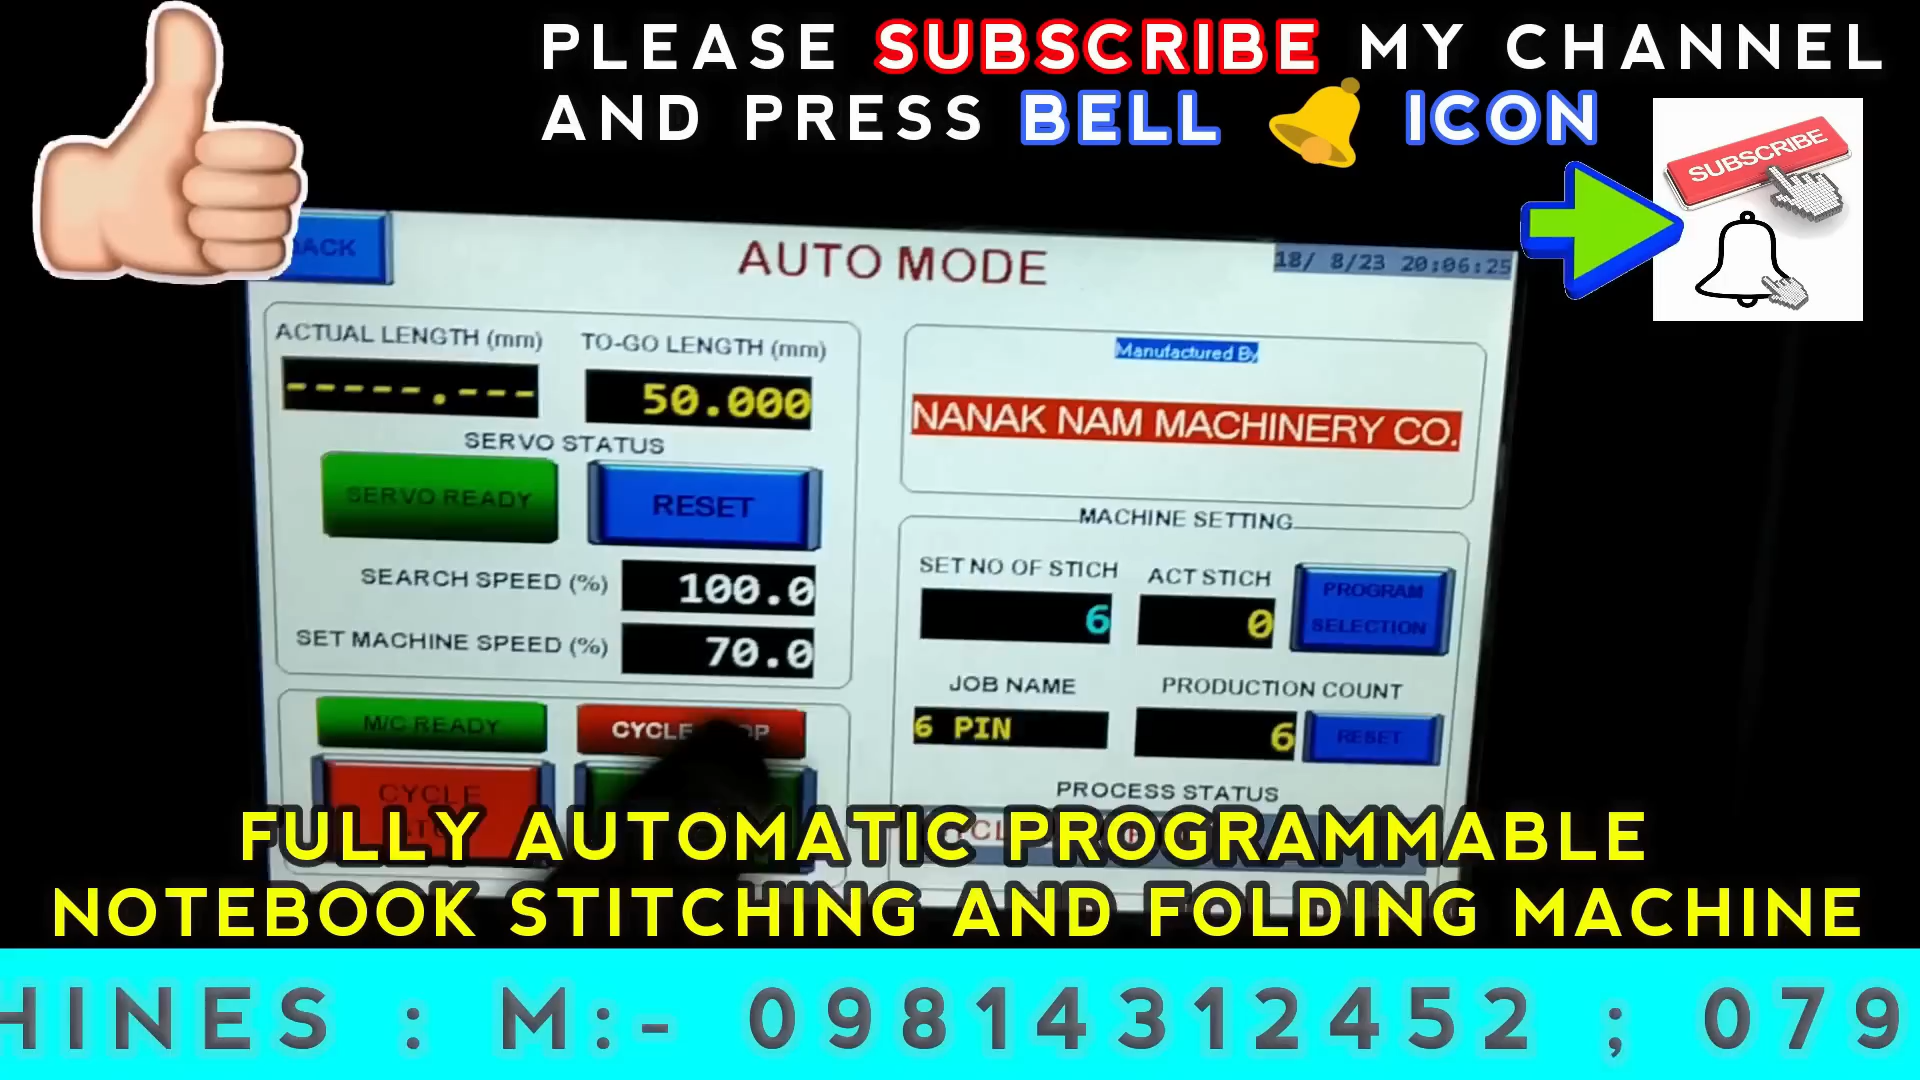 PLEASE SUBSCRIBE MY CHANNEL
AND PRESS BELL ICON
SUBSCRIBE
BACK
AUTO MODE
18/ 8/23 20:06:25
ACTUAL LENGTH (mm)
TO-GO LENGTH (mm)
-----.---
50.000
SERVO STATUS
SERVO READY
RESET
SEARCH SPEED (%)
100.0
SET MACHINE SPEED (%)
70.0
M/C READY
CYCLE
CYCLE
Manufactured By
NANAK NAM MACHINERY CO.
MACHINE SETTING
SET NO OF STICH
ACT STICH
6
0
PROGRAM
SELECTION
JOB NAME
PRODUCTION COUNT
6 PIN
6
RESET
PROCESS STATUS
FULLY AUTOMATIC PROGRAMMABLE
NOTEBOOK STITCHING AND FOLDING MACHINE
HINES : M:- 09814312452 ; 079